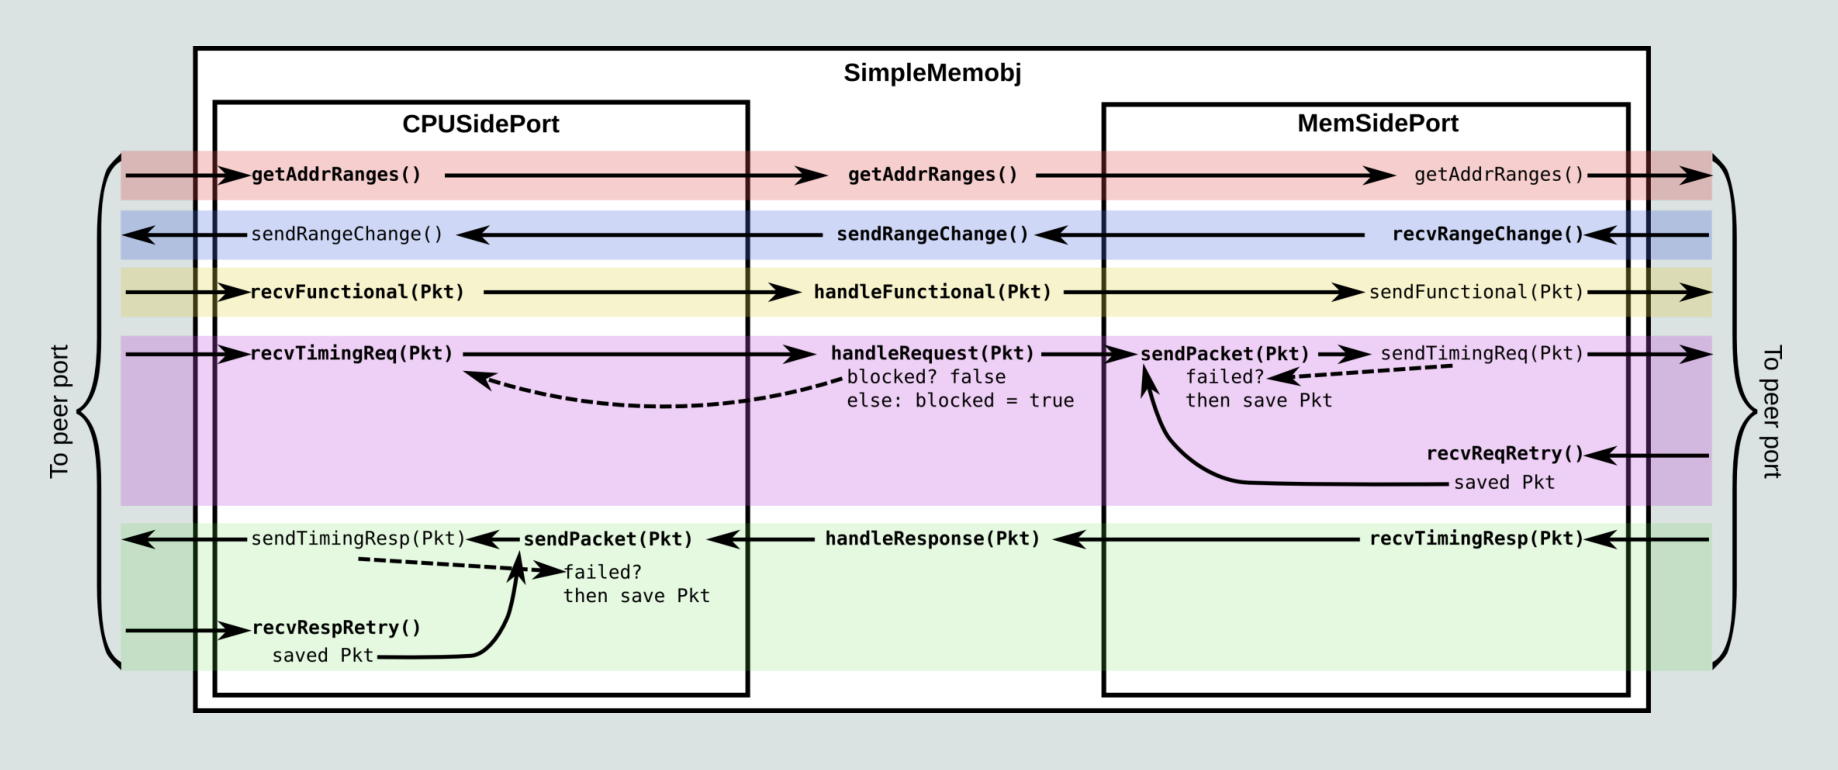 SimpleMemobj
CPUSidePort
MemSidePort
getAddrRanges() getAddrRanges() getAddrRanges()
sendRangeChange() sendRangeChange() recvRangeChange()
recvFunctional(Pkt) handleFunctional(Pkt) sendFunctional(Pkt)
recvTimingReq(Pkt) handleRequest(Pkt) sendPacket(Pkt) sendTimingReq(Pkt)
blocked? false failed?
else: blocked = true then save Pkt
recvReqRetry()
saved Pkt
sendTimingResp(Pkt) sendPacket(Pkt) handleResponse(Pkt) recvTimingResp(Pkt)
failed?
then save Pkt
recvRespRetry()
saved Pkt
To peer port
To peer port